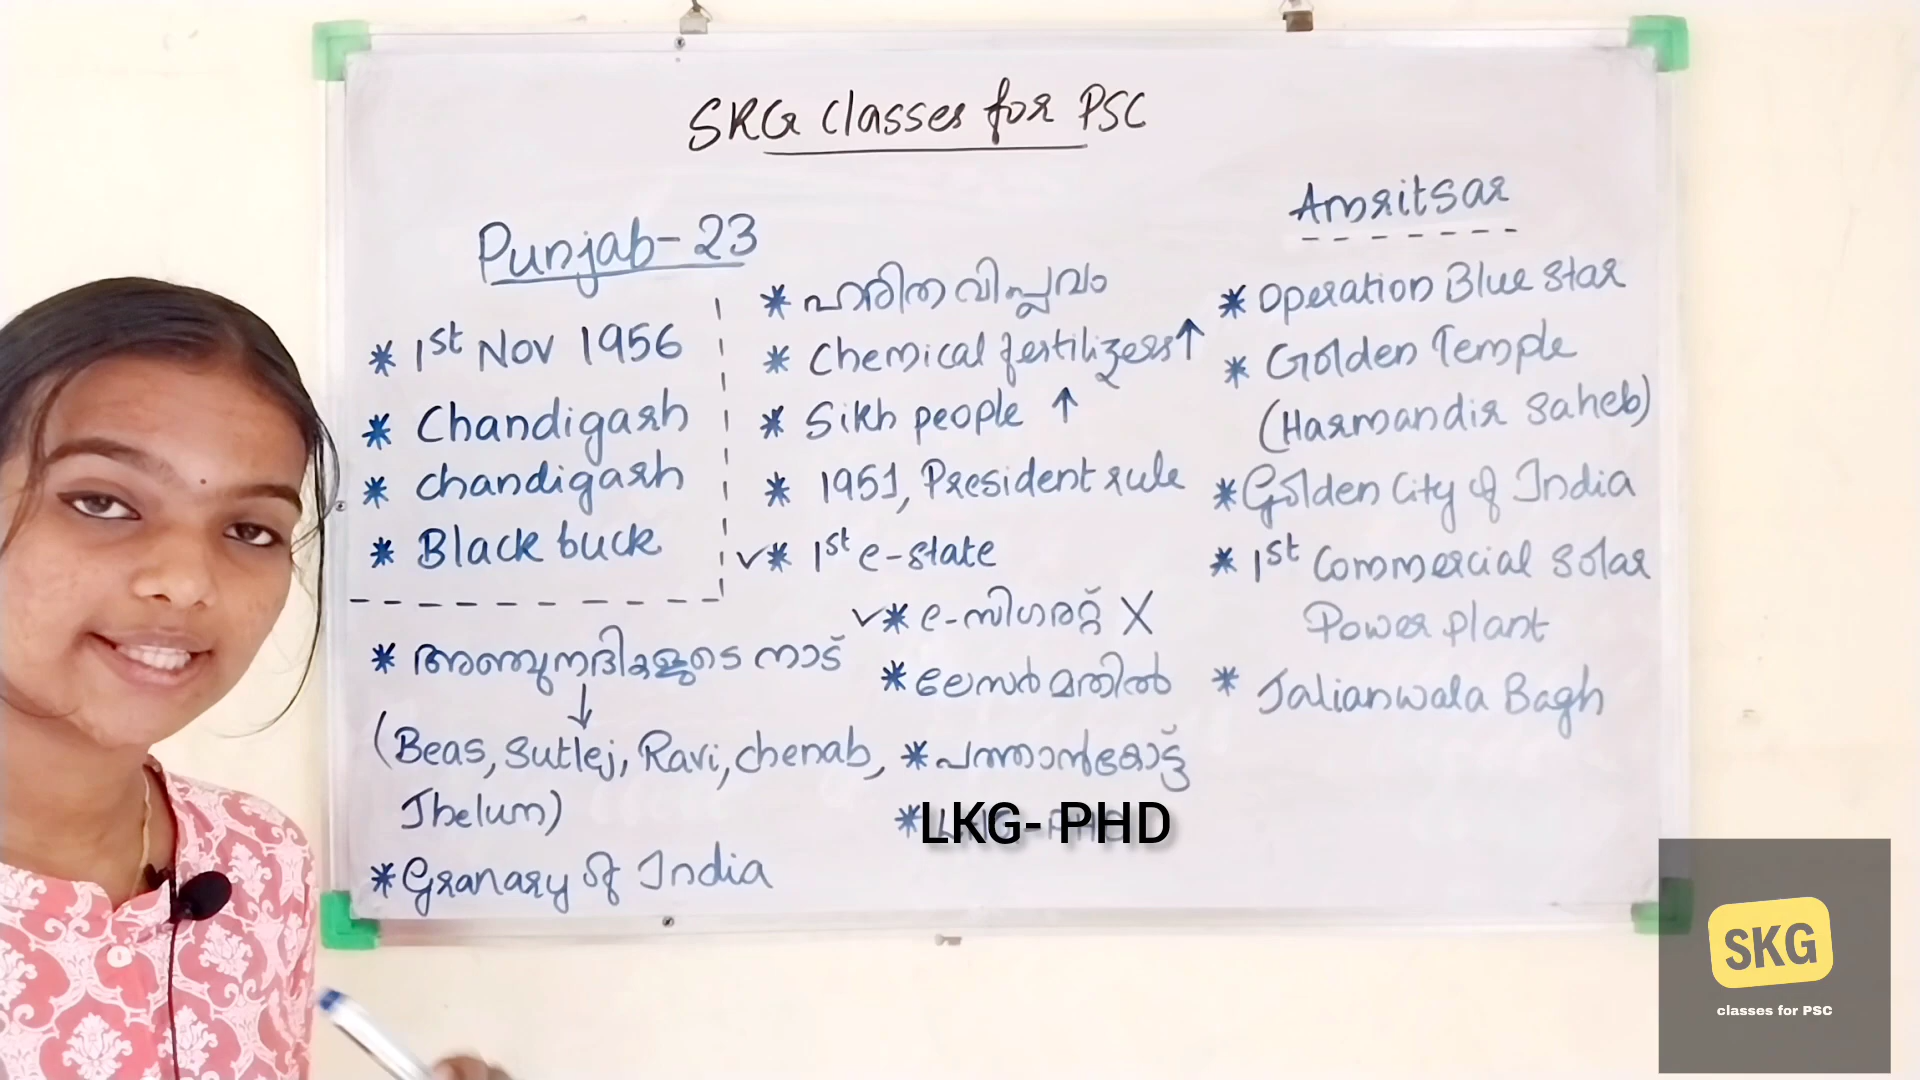 SKG Classes for PSC
Punjab-23
* 1st Nov 1956
* Chandigarh
* chandigarh
* Black buck
* അഞ്ചുനദികളുടെ നാട്
↓
(Beas, Sutlej, Ravi, chenab,
Jhelum)
* Granary of India
* ഹരിതവിപ്ലവം
* Chemical fertilizers↑
* Sikh people ↑
* 1951, President rule
✓* 1st e-state
✓* e-സിഗരറ്റ് X
* ലേസർ മതിൽ
* പത്താൻകോട്ട്
* LKG- PHD
Amritsar
* Operation Blue Star
* Golden Temple
(Harmandir Saheb)
* Golden City of India
* 1st Commercial Solar
Power plant
* Jalianwala Bagh
SKG
classes for PSC